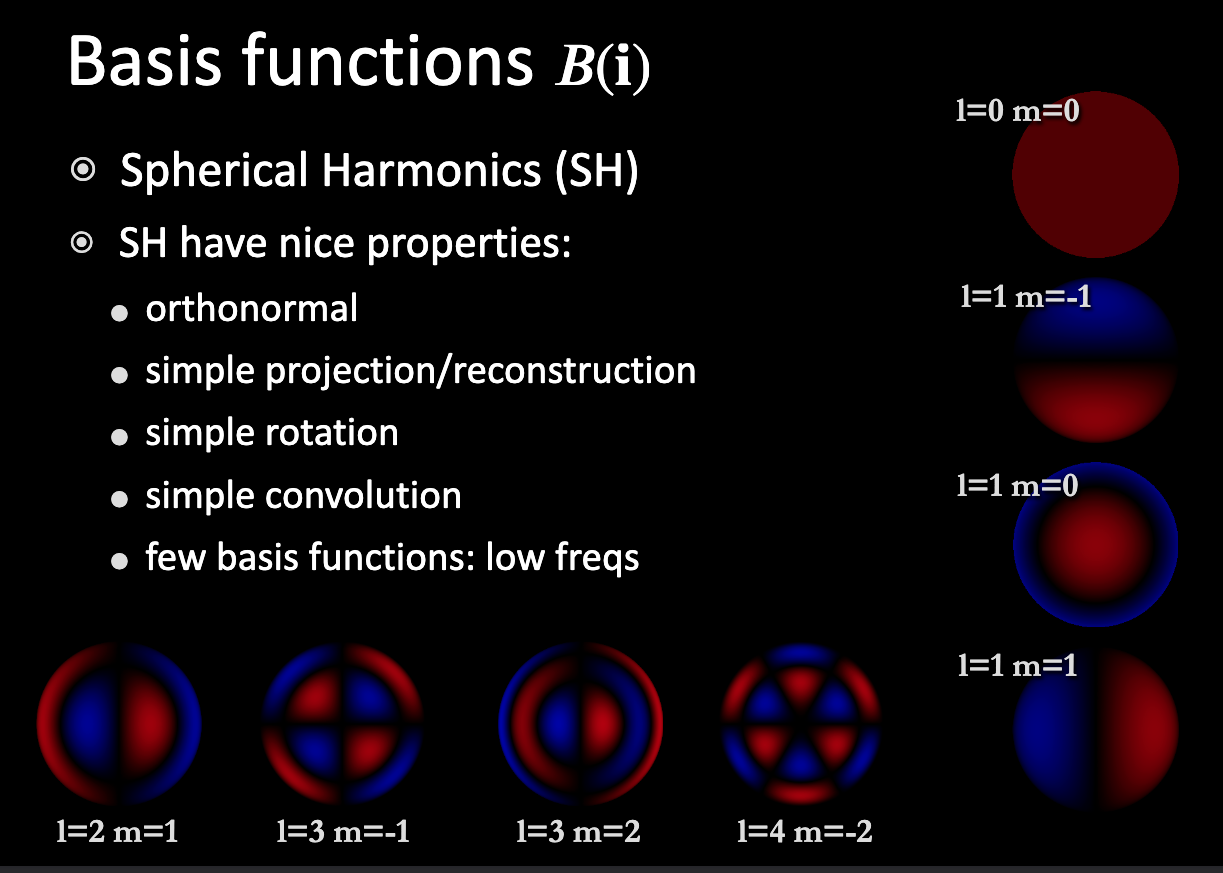 Basis functions B(i)
Spherical Harmonics (SH)
SH have nice properties:
orthonormal
simple projection/reconstruction
simple rotation
simple convolution
few basis functions: low freqs
l=0 m=0
l=1 m=-1
l=1 m=0
l=1 m=1
l=2 m=1
l=3 m=-1
l=3 m=2
l=4 m=-2